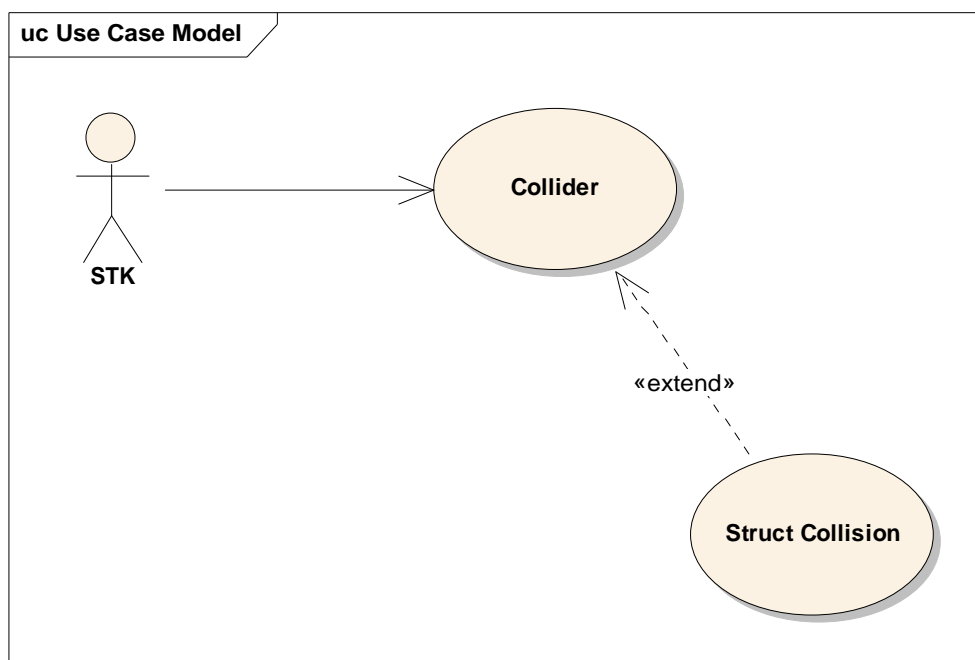 uc Use Case Model
Collider
STK
«extend»
Struct Collision